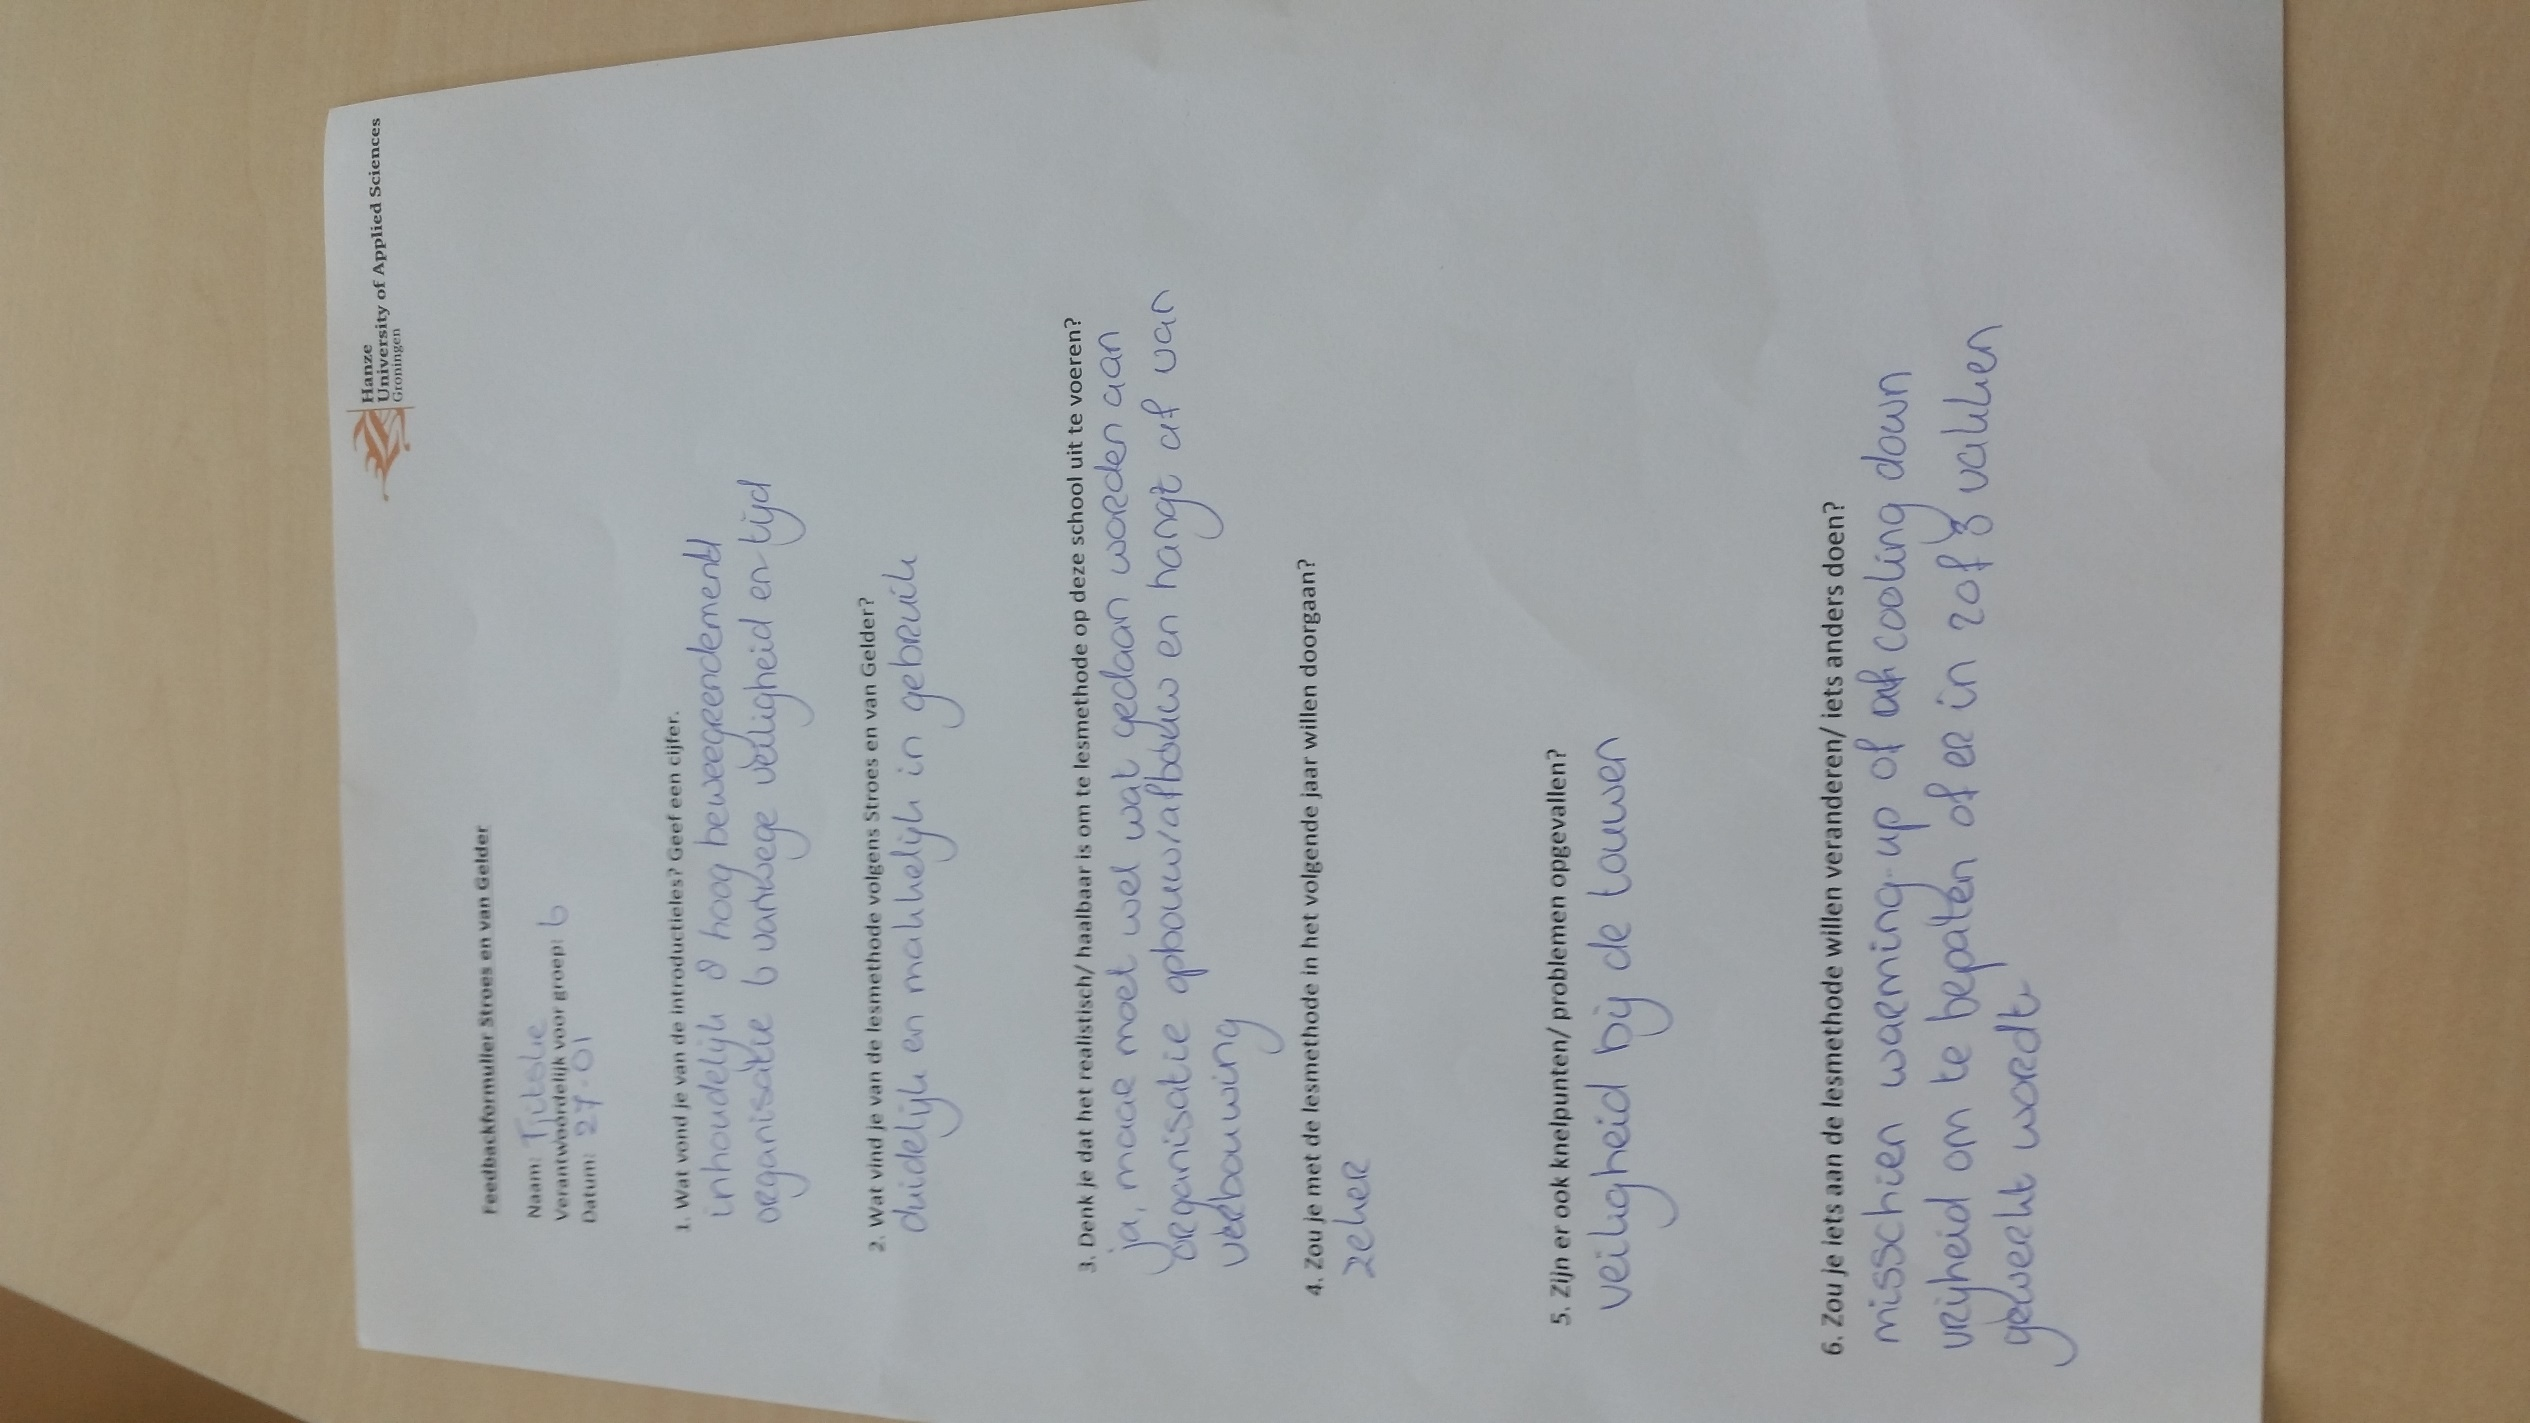 Hanze
University of Applied Sciences
Groningen
Feedbackformulier Stroes en van Gelder
Naam: Titske
Verantwoordelijk voor groep: 6
Datum: 27-01
1. Wat vond je van de introductieles? Geef een cijfer.
inhoudelijk 8 hoog beweegrendement
organisatie 6 vanwege veiligheid en tijd
2. Wat vind je van de lesmethode volgens Stroes en van Gelder?
duidelijk en makkelijk in gebruik
3. Denk je dat het realistisch/ haalbaar is om te lesmethode op deze school uit te voeren?
ja, maar moet wel wat gedaan worden aan
organisatie opbouw/afbouw en hangt af van
verbouwing
4. Zou je met de lesmethode in het volgende jaar willen doorgaan?
zeker
5. Zijn er ook knelpunten/ problemen opgevallen?
veiligheid bij de touwen
6. Zou je iets aan de lesmethode willen veranderen/ iets anders doen?
misschien warming-up of cooling down
vrijheid om te bepalen of er in 2 of 3 vakken
gewerkt wordt